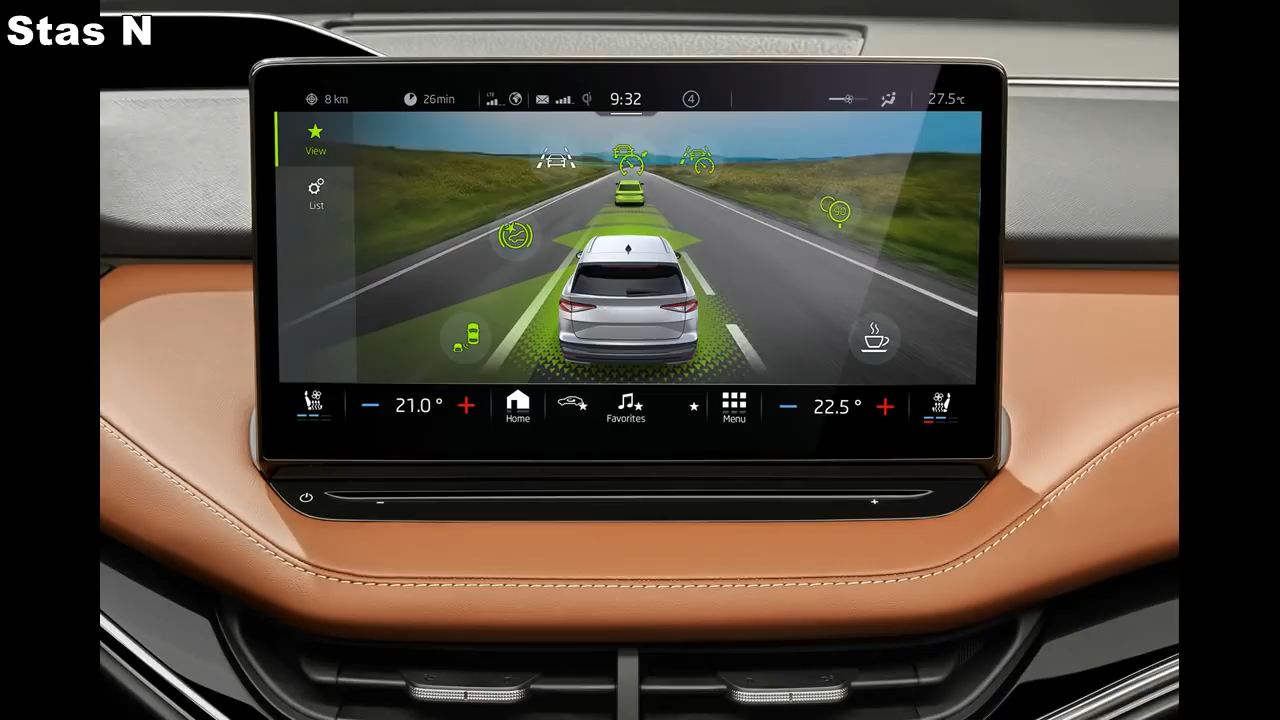 Stas N
8 km
26min
LTE
9:32
4
27.5°C
View
List
90
21.0°
Home
Favorites
Menu
22.5°